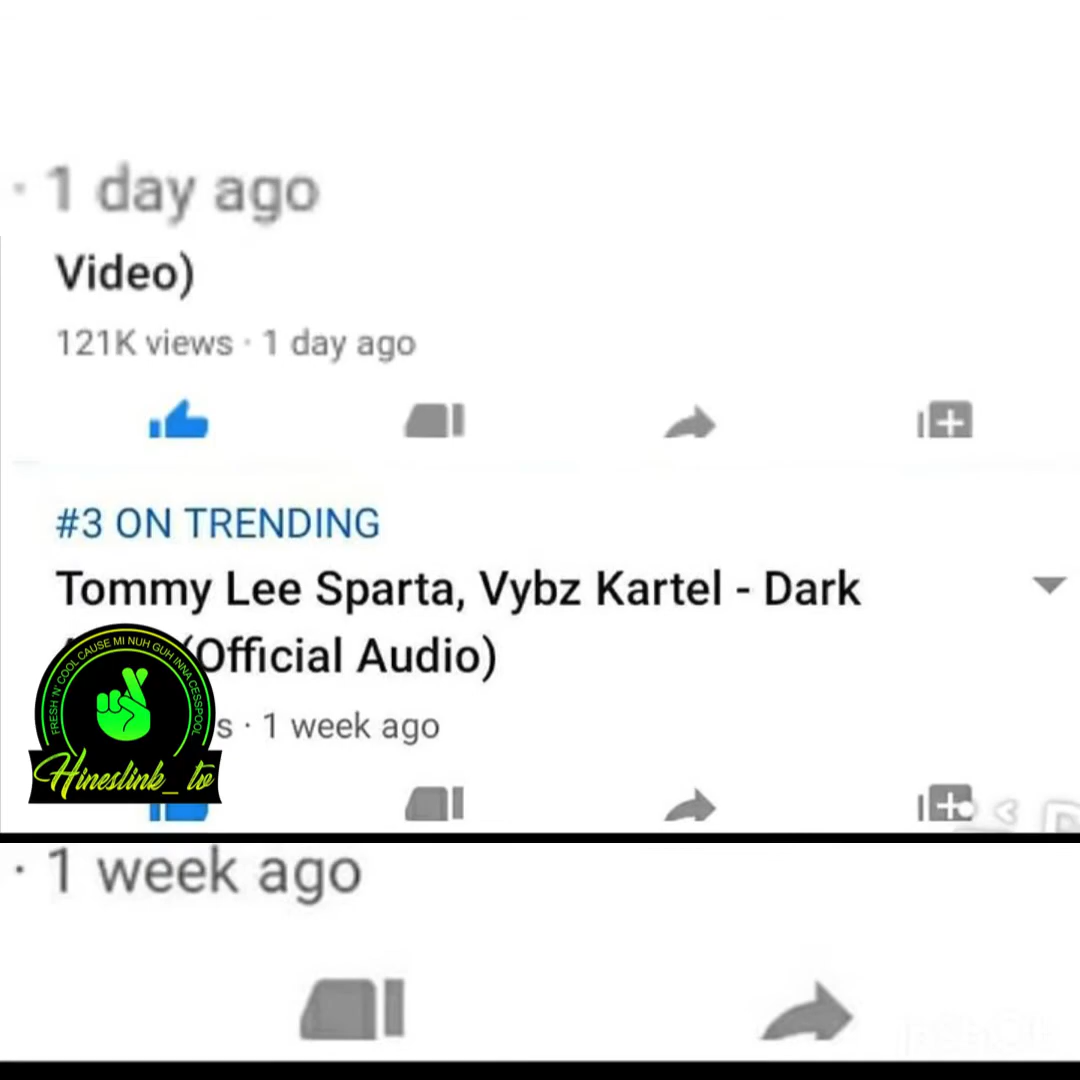 · 1 day ago
Video)
121K views · 1 day ago
#3 ON TRENDING
Tommy Lee Sparta, Vybz Kartel - Dark
(Official Audio)
FRESH 'N' COOL CAUSE MI NUH GUH INNA CESSPOOL
s · 1 week ago
Hineslink_tv
· 1 week ago